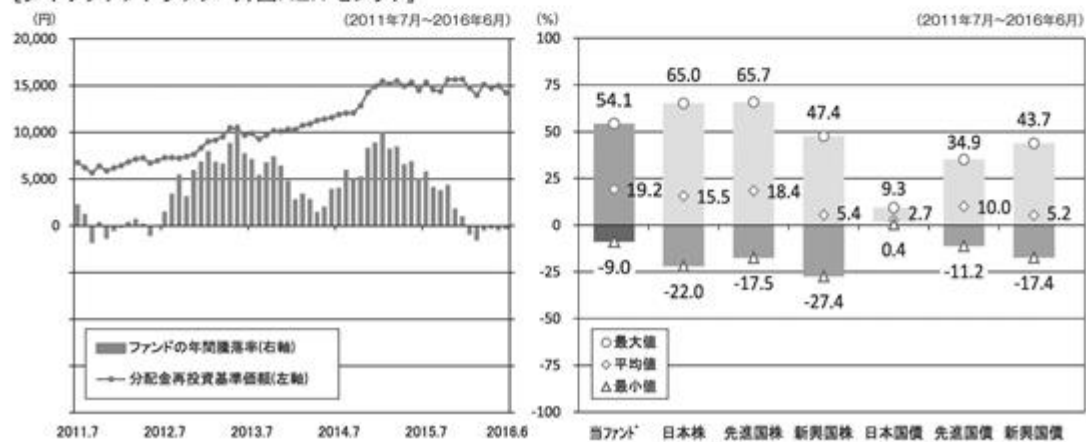 (円) (2011年7月～2016年6月)
20,000
15,000
10,000
5,000
0
ファンドの年間騰落率(右軸)
分配金再投資基準価額(左軸)
2011.7 2012.7 2013.7 2014.7 2015.7 2016.6
(%) (2011年7月～2016年6月)
100
75
50
25
0
-25
-50
-75
-100
54.1 65.0 65.7 47.4 9.3 34.9 43.7
19.2 15.5 18.4 5.4 2.7 10.0 5.2
-9.0 -22.0 -17.5 -27.4 0.4 -11.2 -17.4
最大値
平均値
最小値
当ファンド 日本株 先進国株 新興国株 日本国債 先進国債 新興国債